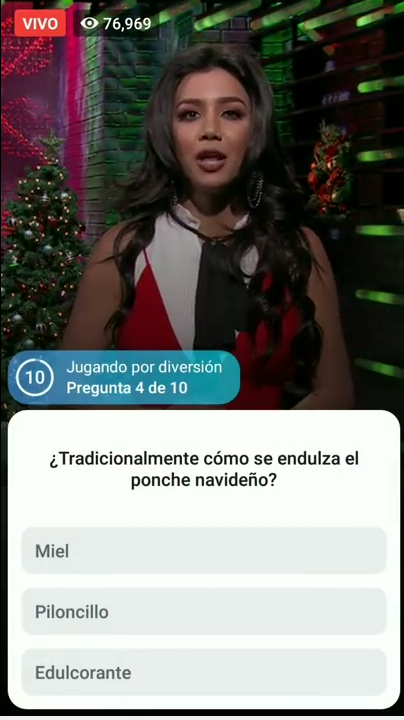 VIVO 76,969
10 Jugando por diversión
Pregunta 4 de 10
¿Tradicionalmente cómo se endulza el
ponche navideño?
Miel
Piloncillo
Edulcorante